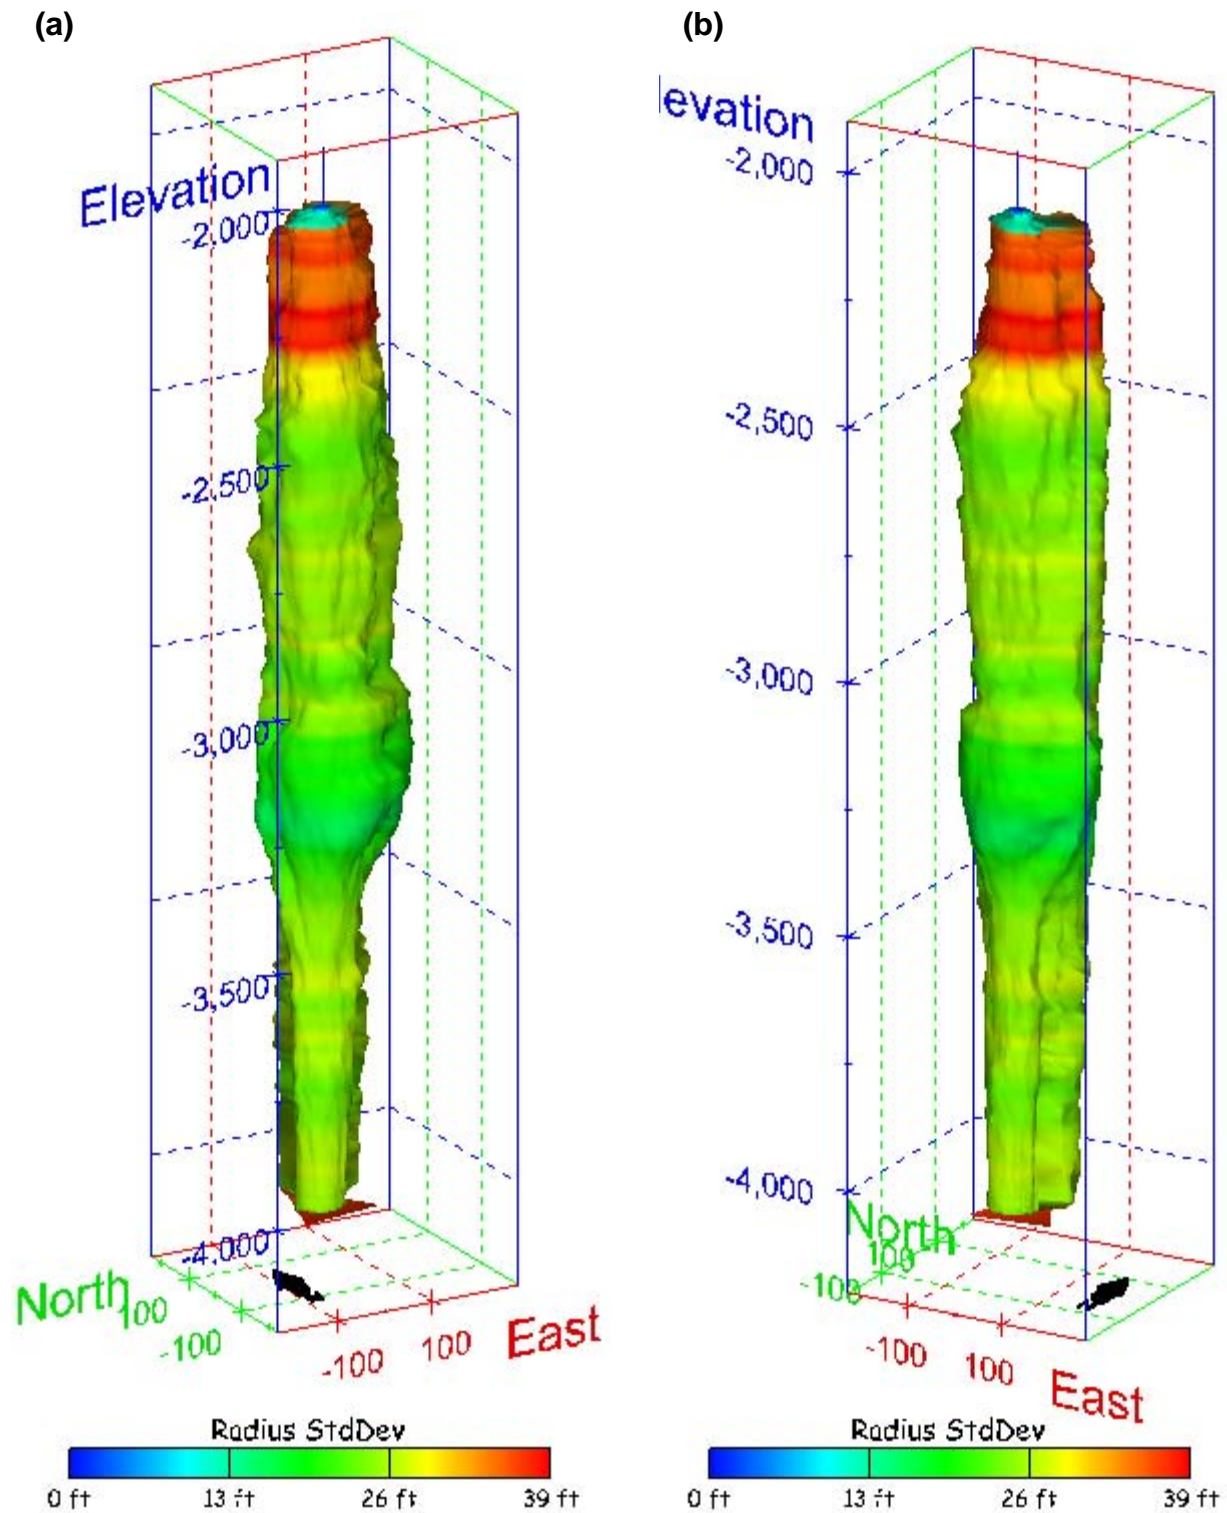 (a)
Elevation
-2,000
-2,500
-3,000
-3,500
-4,000
North
100
-100
-100
100
East
Radius StdDev
0 ft
13 ft
26 ft
39 ft
(b)
evation
-2,000
-2,500
-3,000
-3,500
-4,000
North
100
-100
-100
100
East
Radius StdDev
0 ft
13 ft
26 ft
39 ft